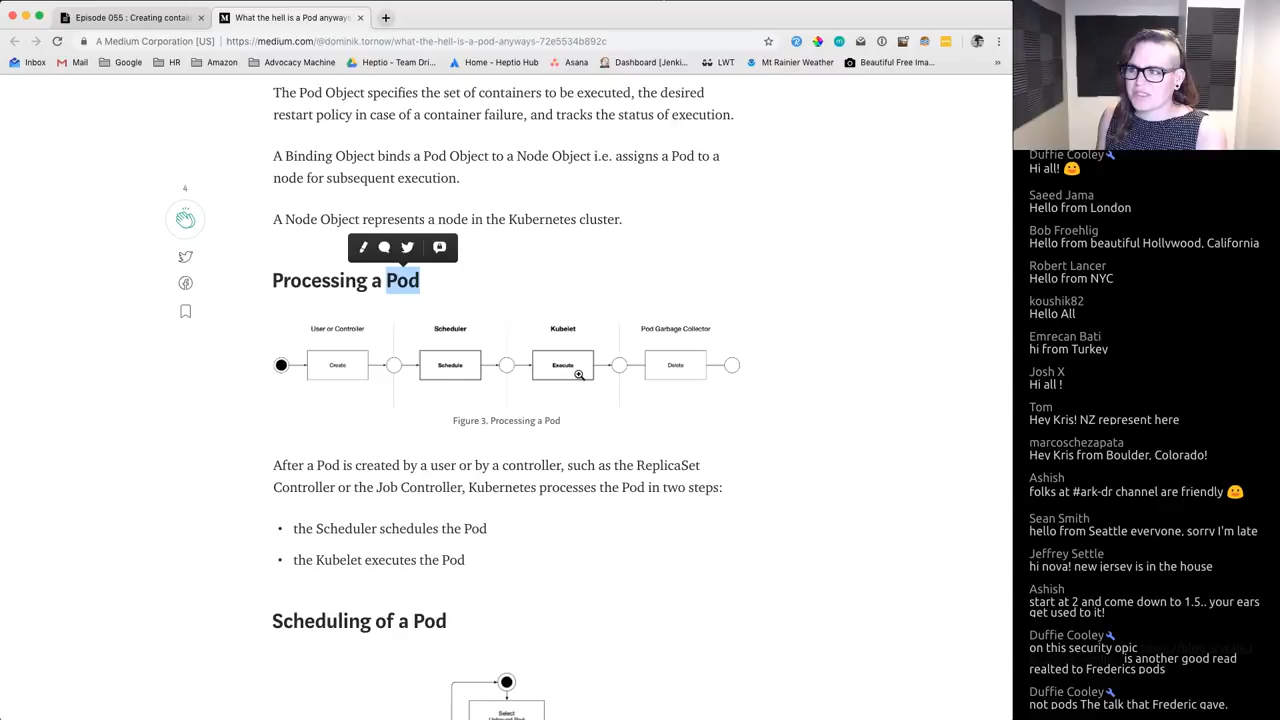 Episode 055 : Creating contai
What the hell is a Pod anyways
A Medium Corporation [US]
https://medium.com/@dominik.tornow/what-the-hell-is-a-pod-anyways-72e5534b892c
Inbox
Mail
Google
HR
Amazon
Advocacy Machine
Heptio - Team Dri...
Home - Heptio Hub
Asana
Dashboard [Jenki...
LWT
Mt Rainier Weather
Beautiful Free Ima...
»
The Pod Object specifies the set of containers to be executed, the desired
restart policy in case of a container failure, and tracks the status of execution.
A Binding Object binds a Pod Object to a Node Object i.e. assigns a Pod to a
node for subsequent execution.
4
A Node Object represents a node in the Kubernetes cluster.
Processing a Pod
User or Controller
Scheduler
Kubelet
Pod Garbage Collector
Create
Schedule
Execute
Delete
Figure 3. Processing a Pod
After a Pod is created by a user or by a controller, such as the ReplicaSet
Controller or the Job Controller, Kubernetes processes the Pod in two steps:
• the Scheduler schedules the Pod
• the Kubelet executes the Pod
Scheduling of a Pod
Select
Unbound Pod
Duffie Cooley
Hi all!
Saeed Jama
Hello from London
Bob Froehlig
Hello from beautiful Hollywood, California
Robert Lancer
Hello from NYC
koushik82
Hello All
Emrecan Bati
hi from Turkey
Josh X
Hi all !
Tom
Hey Kris! NZ represent here
marcoschezapata
Hey Kris from Boulder, Colorado!
Ashish
folks at #ark-dr channel are friendly
Sean Smith
hello from Seattle everyone. sorry I'm late
Jeffrey Settle
hi nova! new jersey is in the house
Ashish
start at 2 and come down to 1.5.. your ears
get used to it!
Duffie Cooley
on this security opic
is another good read
realted to Frederics pods
Duffie Cooley
not pods The talk that Frederic gave.